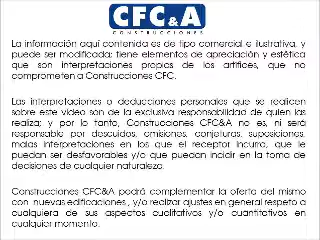 CFC&A
CONSTRUCCIONES
La información aquí contenida es de tipo comercial e ilustrativa, y
puede ser modificada; tiene elementos de apreciación y estética
que son interpretaciones propias de los artífices, que no
comprometen a Construcciones CFC.
Las interpretaciones o deducciones personales que se realicen
sobre este video son de la exclusiva responsabilidad de quien las
realiza; y por lo tanto, Construcciones CFC&A no es, ni será
responsable por descuidos, omisiones, conjeturas, suposiciones,
malas interpretaciones en los que el receptor incurra, que le
puedan ser desfavorables y/o que puedan incidir en la toma de
decisiones de cualquier naturaleza.
Construcciones CFC&A podrá complementar la oferta del mismo
con nuevas edificaciones , y/o realizar ajustes en general respeto a
cualquiera de sus aspectos cualitativos y/o cuantitativos en
cualquier momento.